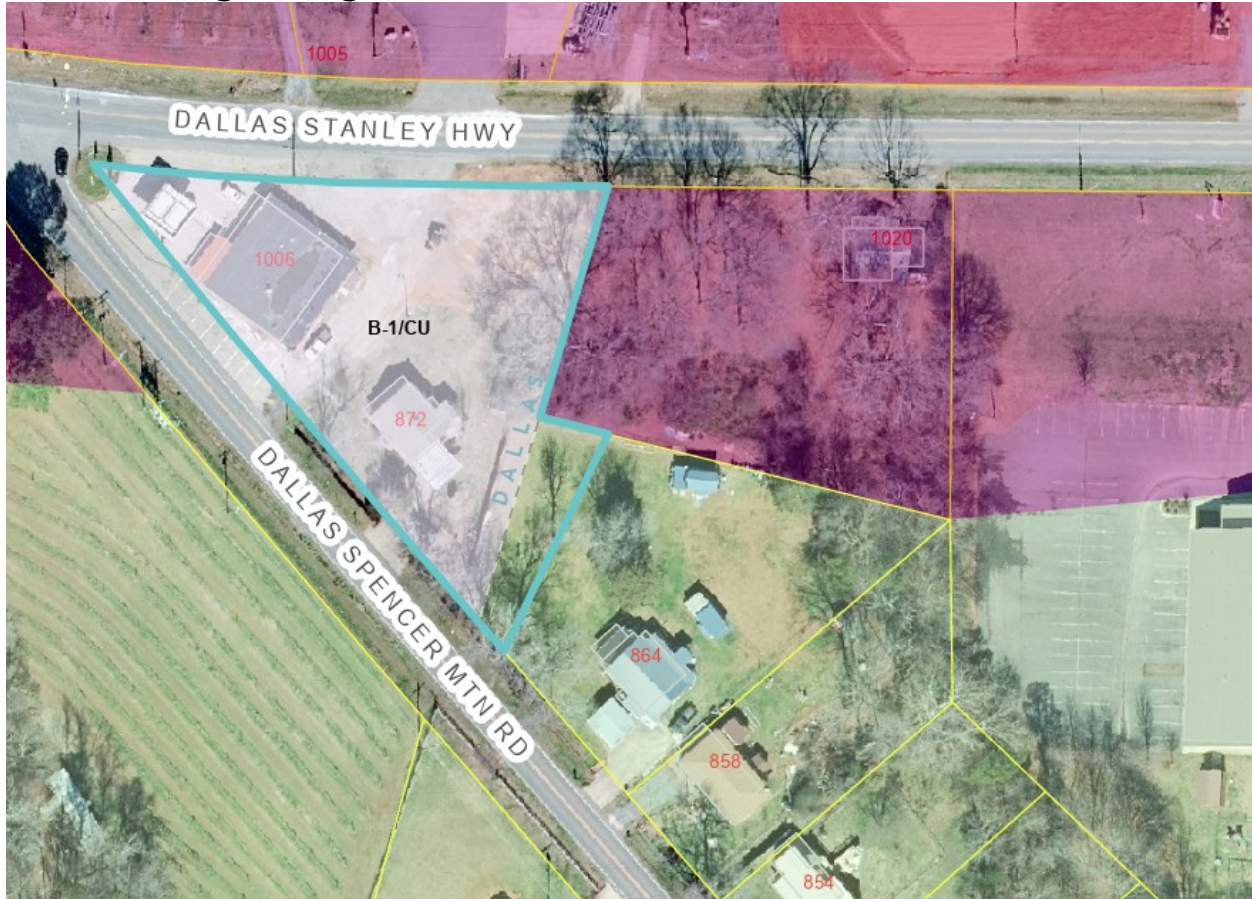 1005
DALLAS STANLEY HWY
1020
1006
B-1/CU
872
DALLAS
DALLAS SPENCER MTN RD
864
858
854